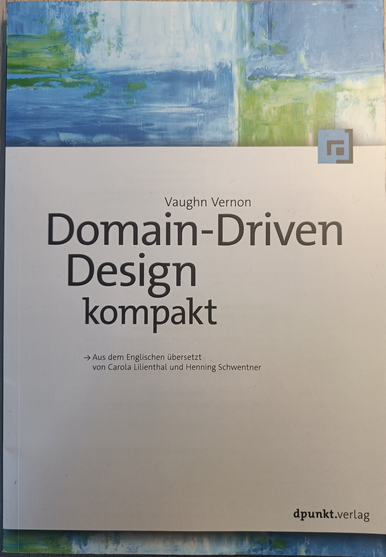 Vaughn Vernon
Domain-Driven
Design
kompakt
→ Aus dem Englischen übersetzt
von Carola Lilienthal und Henning Schwentner
dpunkt.verlag